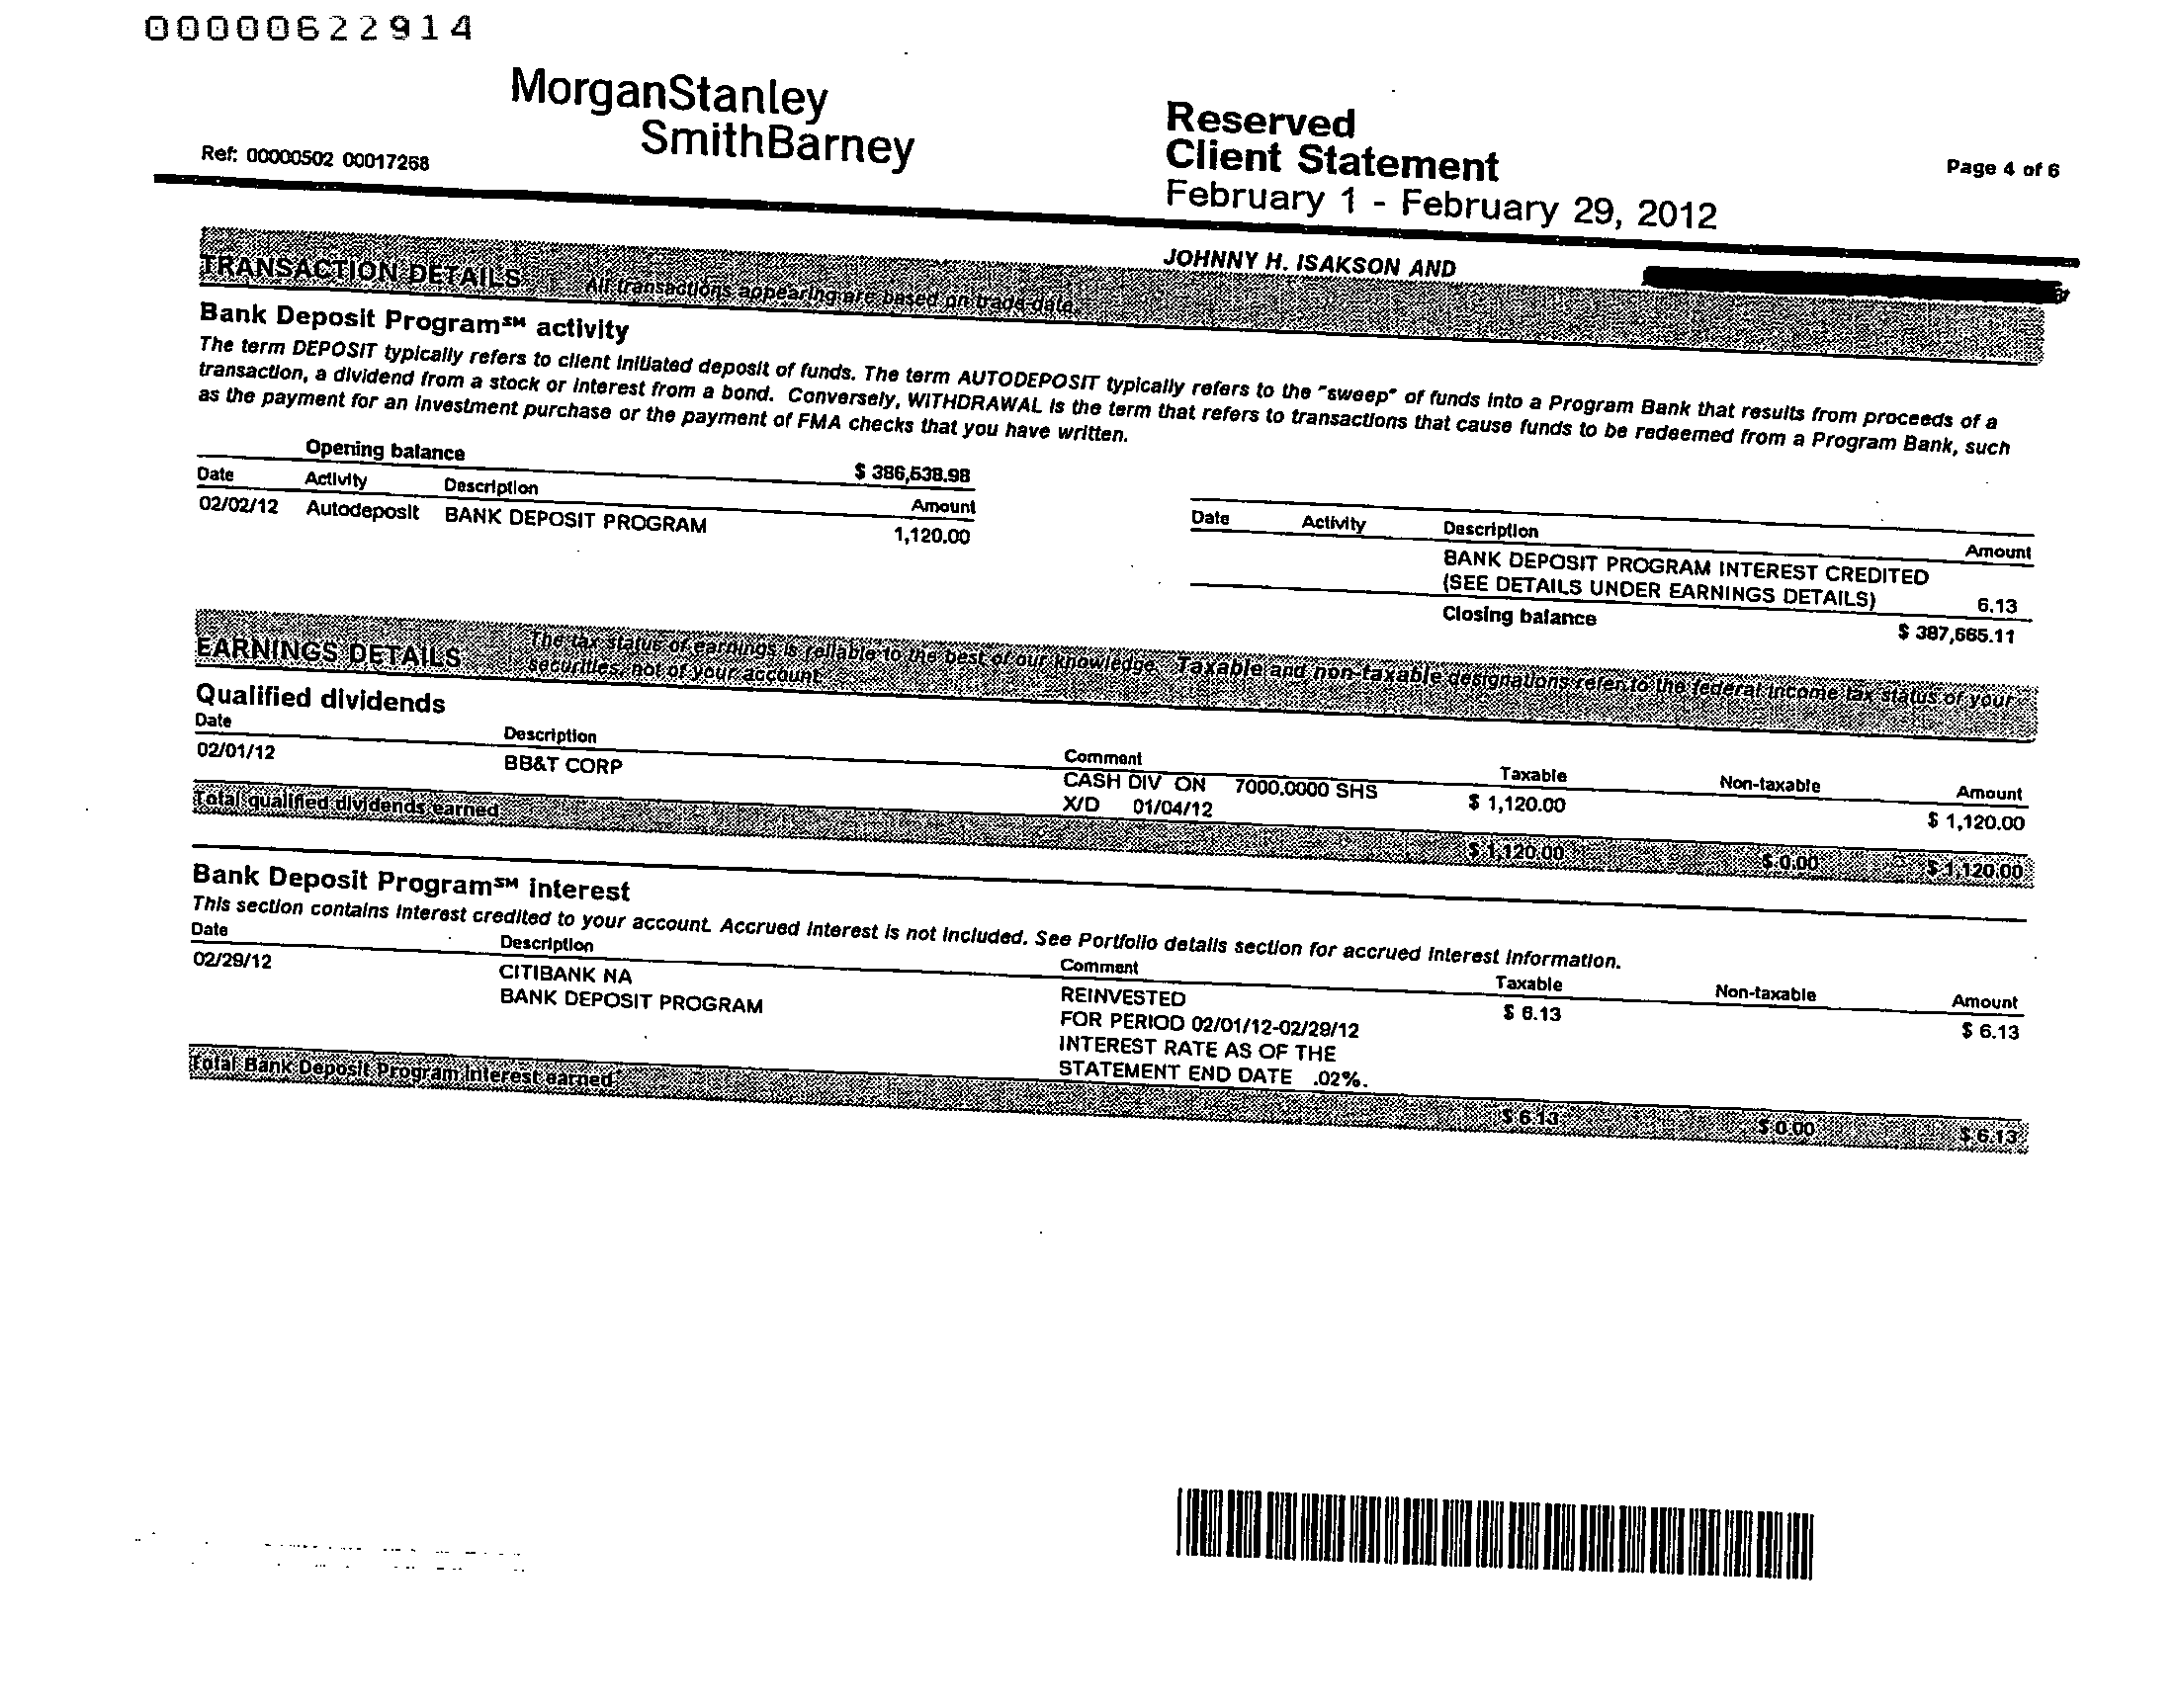 00000622914
MorganStanley
SmithBarney
Ref: 00000502 00017268
Reserved
Client Statement
February 1 - February 29, 2012
Page 4 of 6
JOHNNY H. ISAKSON AND
TRANSACTION DETAILS All transactions appearing are based on trade-date.
Bank Deposit Program℠ activity
The term DEPOSIT typically refers to client initiated deposit of funds. The term AUTODEPOSIT typically refers to the "sweep" of funds into a Program Bank that results from proceeds of a
transaction, a dividend from a stock or interest from a bond. Conversely, WITHDRAWAL is the term that refers to transactions that cause funds to be redeemed from a Program Bank, such
as the payment for an investment purchase or the payment of FMA checks that you have written.
Opening balance $ 386,538.98
Date Activity Description Amount
02/02/12 Autodeposit BANK DEPOSIT PROGRAM 1,120.00
Date Activity Description Amount
BANK DEPOSIT PROGRAM INTEREST CREDITED
(SEE DETAILS UNDER EARNINGS DETAILS) 6.13
Closing balance $ 387,665.11
EARNINGS DETAILS The tax status of earnings is reliable to the best of our knowledge. Taxable and non-taxable designations refer to the federal income tax status of your
securities, not of your account.
Qualified dividends
Date Description Comment Taxable Non-taxable Amount
02/01/12 BB&T CORP CASH DIV ON 7000.0000 SHS $ 1,120.00 $ 1,120.00
X/D 01/04/12
Total qualified dividends earned $ 1,120.00 $ 0.00 $ 1,120.00
Bank Deposit Program℠ interest
This section contains interest credited to your account. Accrued interest is not included. See Portfolio details section for accrued interest information.
Date Description Comment Taxable Non-taxable Amount
02/29/12 CITIBANK NA REINVESTED $ 6.13 $ 6.13
BANK DEPOSIT PROGRAM FOR PERIOD 02/01/12-02/29/12
INTEREST RATE AS OF THE
STATEMENT END DATE .02%.
Total Bank Deposit Program interest earned $ 6.13 $ 0.00 $ 6.13